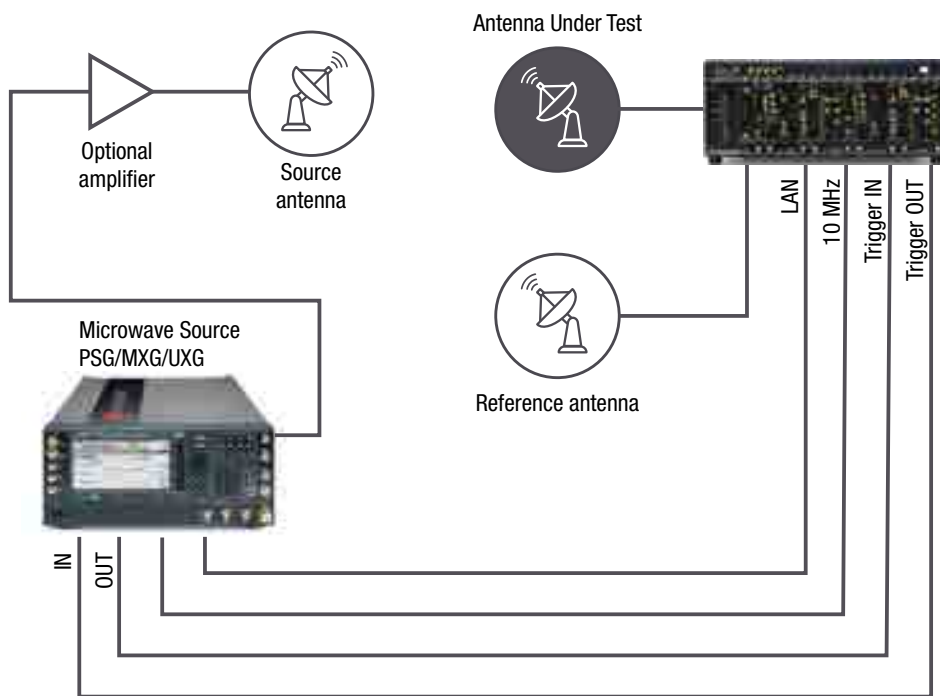 Antenna Under Test
Optional
amplifier
Source
antenna
LAN
10 MHz
Trigger IN
Trigger OUT
Microwave Source
PSG/MXG/UXG
Reference antenna
IN
OUT